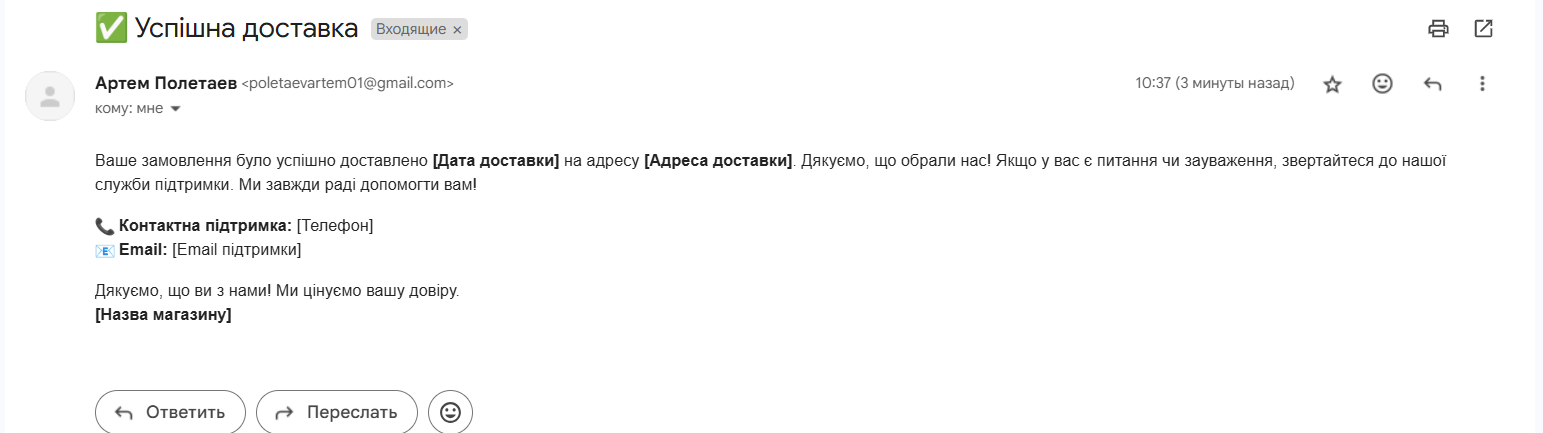 ✅ Успішна доставка Входящие ×
Артем Полетаев <poletaevartem01@gmail.com> 10:37 (3 минуты назад)
кому: мне
Ваше замовлення було успішно доставлено [Дата доставки] на адресу [Адреса доставки]. Дякуємо, що обрали нас! Якщо у вас є питання чи зауваження, звертайтеся до нашої
служби підтримки. Ми завжди раді допомогти вам!
📞 Контактна підтримка: [Телефон]
📧 Email: [Email підтримки]
Дякуємо, що ви з нами! Ми цінуємо вашу довіру.
[Назва магазину]
Ответить Переслать